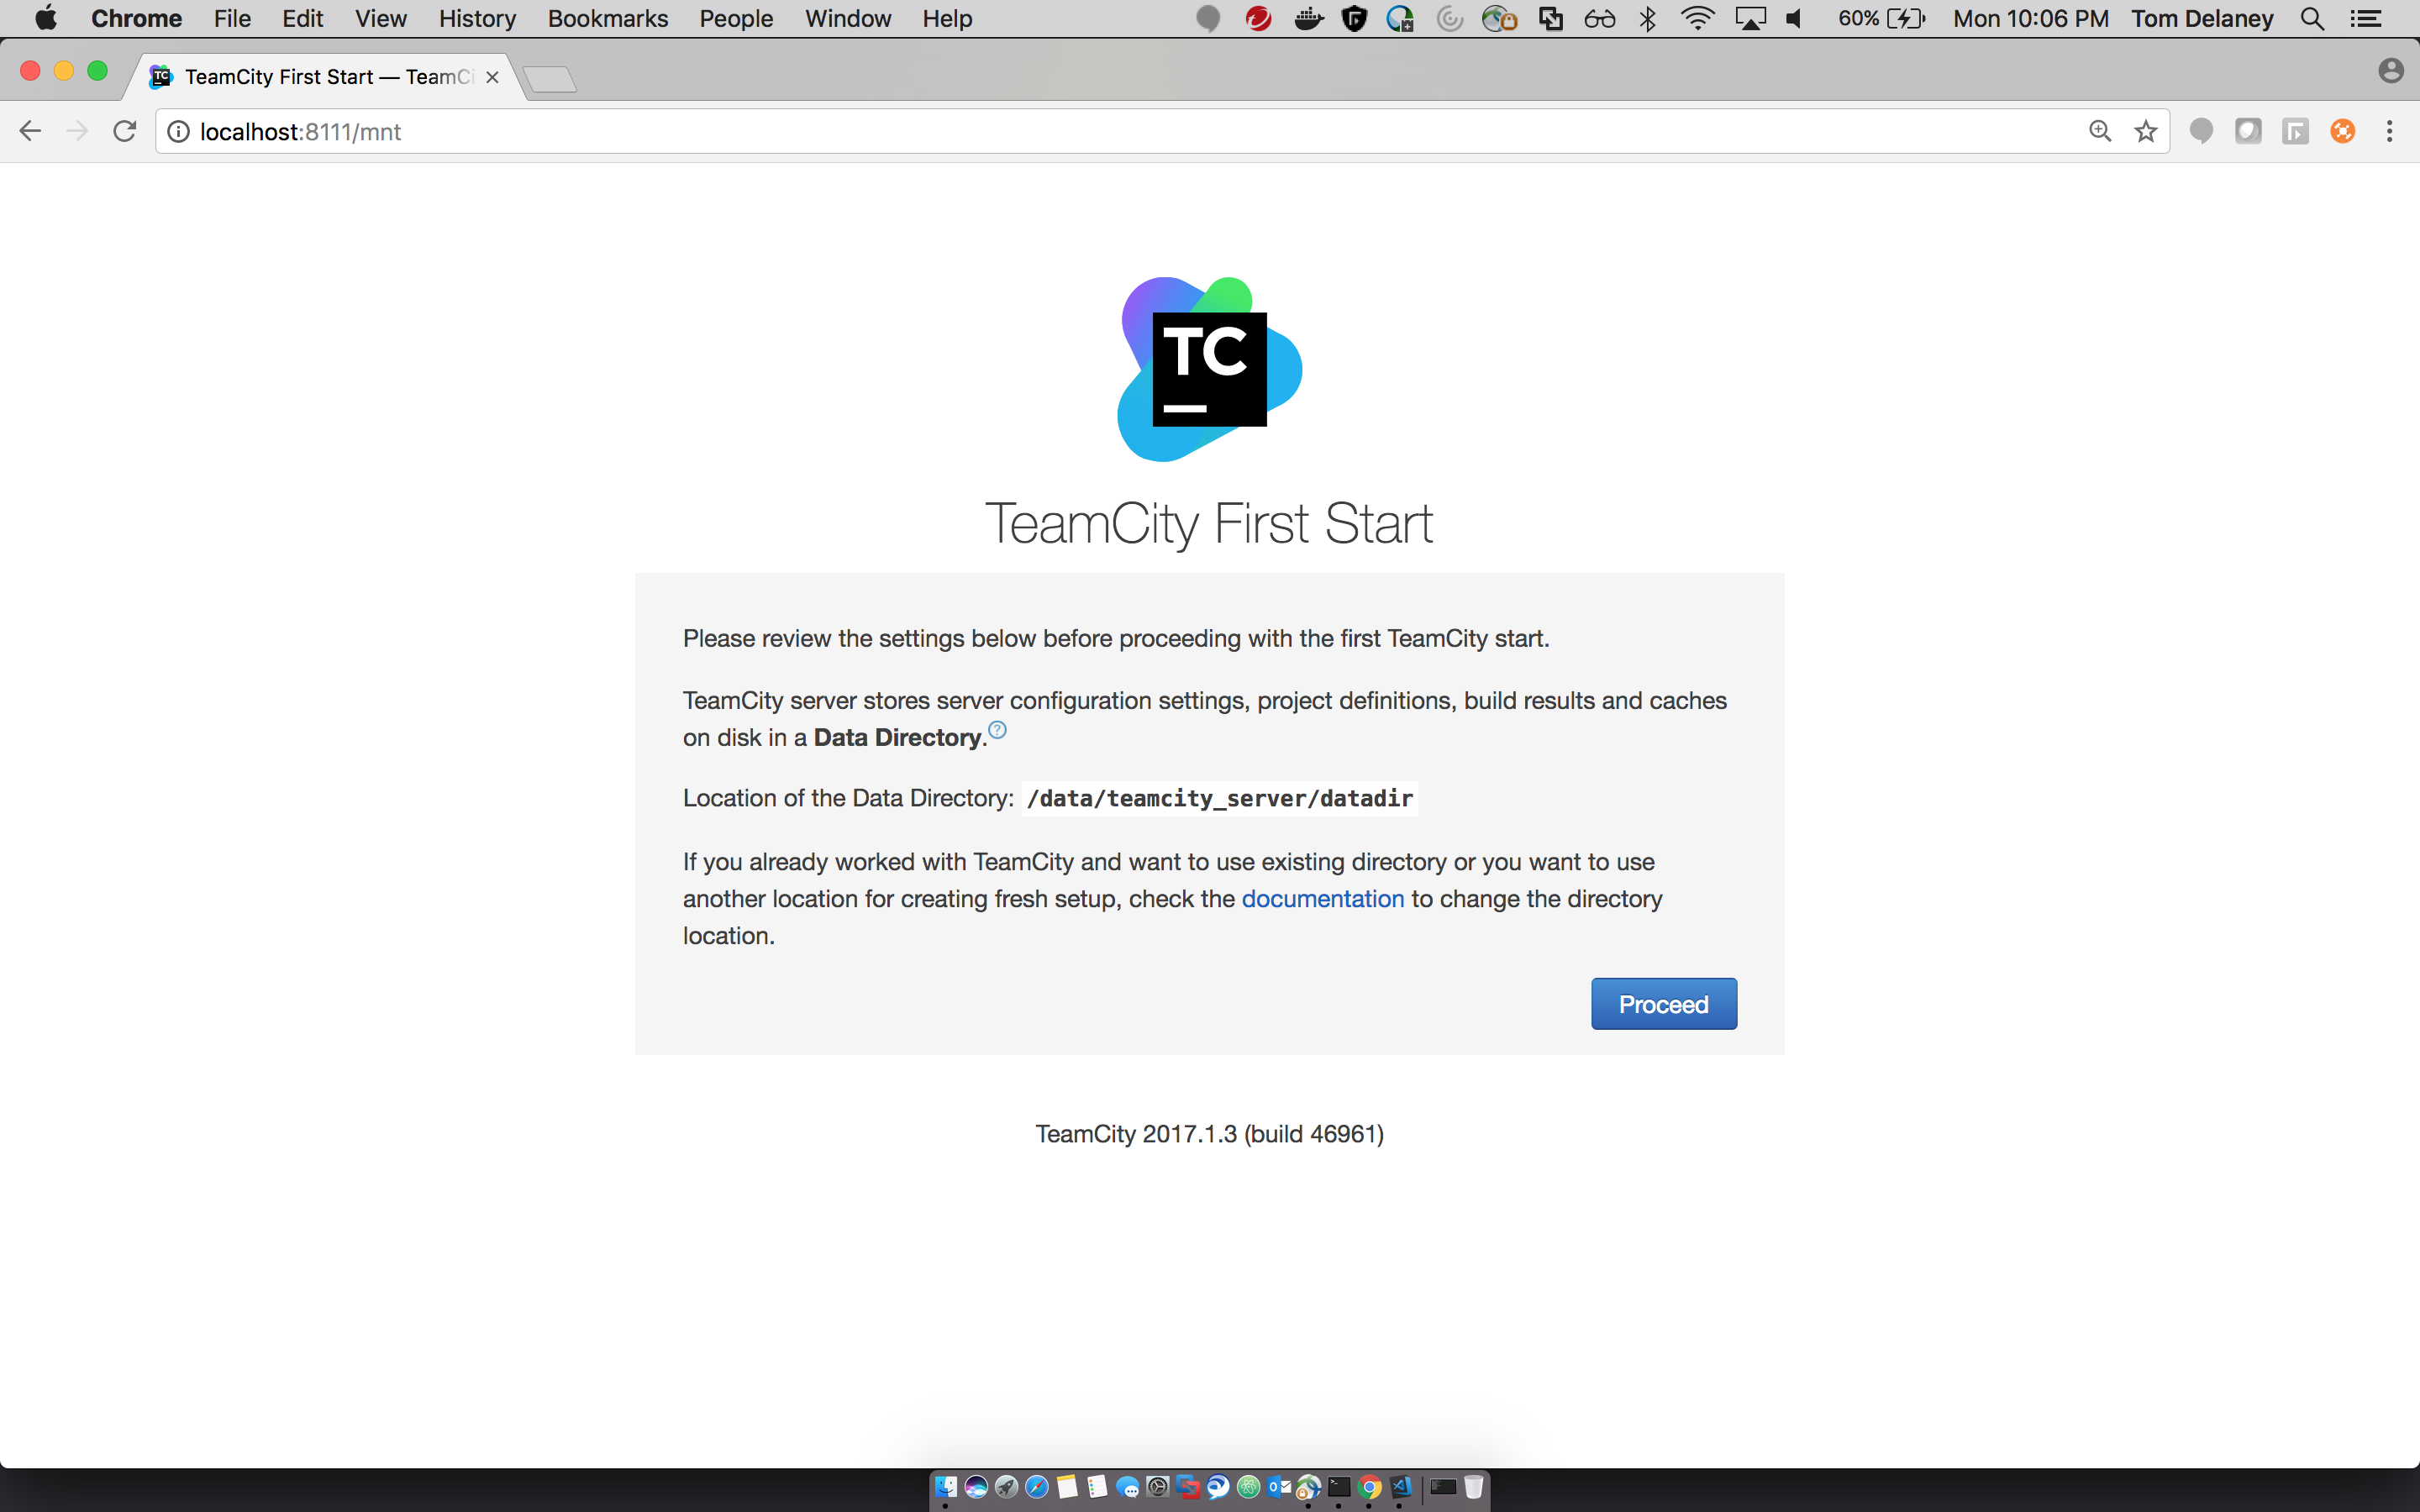 Chrome File Edit View History Bookmarks People Window Help 60% Mon 10:06 PM Tom Delaney
TeamCity First Start — TeamCi
localhost:8111/mnt
TC
TeamCity First Start
Please review the settings below before proceeding with the first TeamCity start.
TeamCity server stores server configuration settings, project definitions, build results and caches
on disk in a Data Directory.?
Location of the Data Directory: /data/teamcity_server/datadir
If you already worked with TeamCity and want to use existing directory or you want to use
another location for creating fresh setup, check the documentation to change the directory
location.
Proceed
TeamCity 2017.1.3 (build 46961)